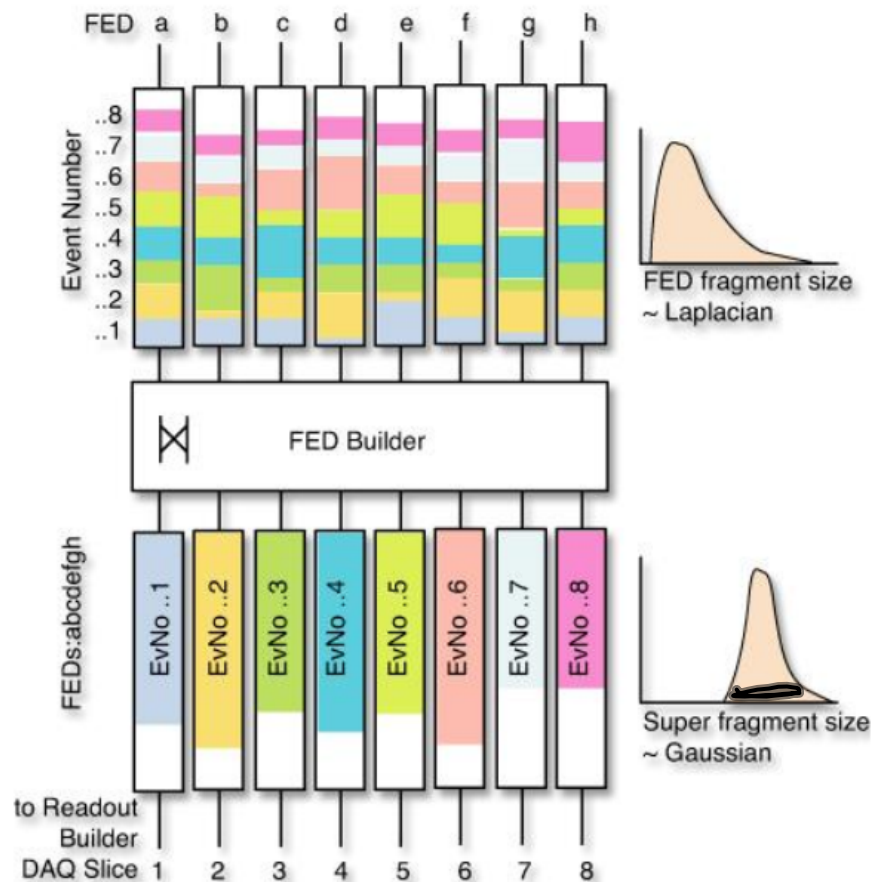 FED a b c d e f g h
Event Number
..8
..7
..6
..5
..4
..3
..2
..1
FED fragment size
~ Laplacian
FED Builder
FEDs:abcdefgh
EvNo ..1
EvNo ..2
EvNo ..3
EvNo ..4
EvNo ..5
EvNo ..6
EvNo ..7
EvNo ..8
Super fragment size
~ Gaussian
to Readout
Builder
DAQ Slice 1 2 3 4 5 6 7 8